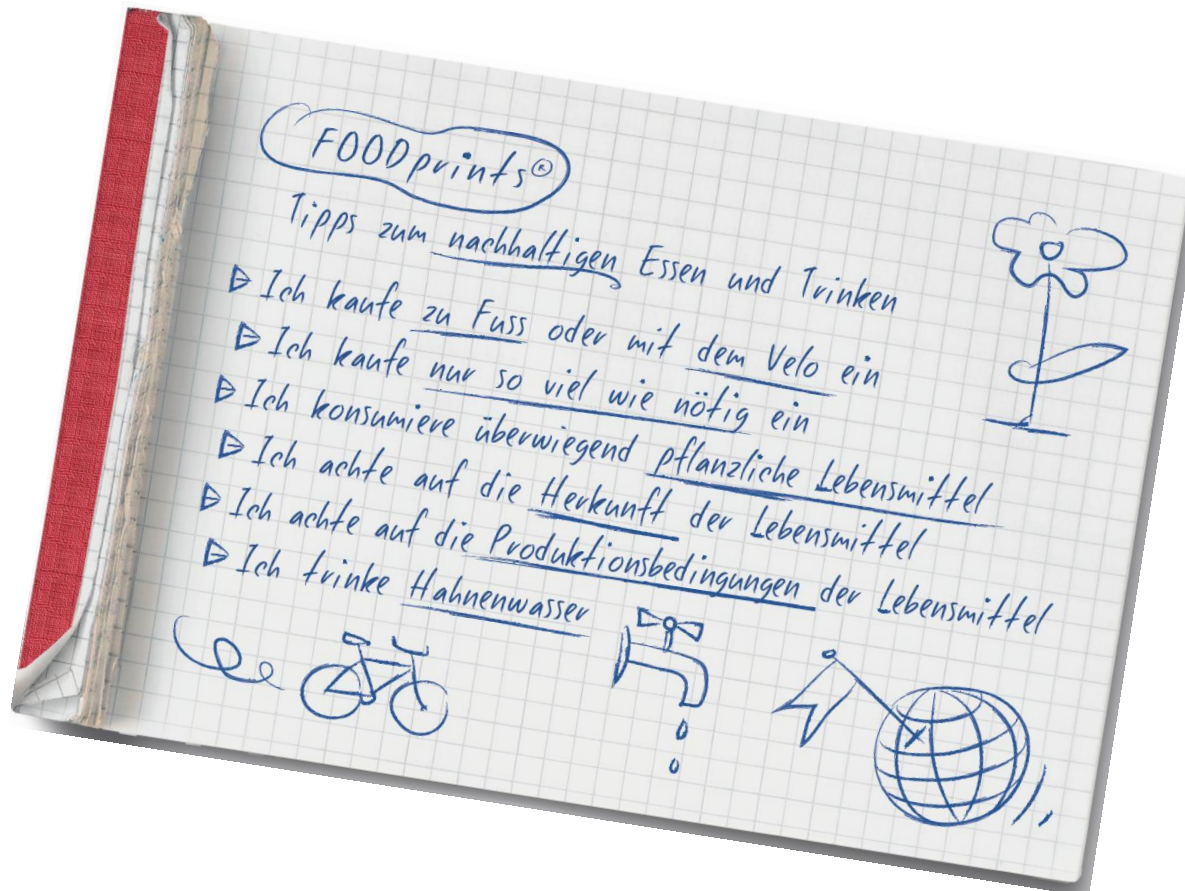 FOODprints®
Tipps zum nachhaltigen Essen und Trinken
Ich kaufe zu Fuss oder mit dem Velo ein
Ich kaufe nur so viel wie nötig ein
Ich konsumiere überwiegend pflanzliche Lebensmittel
Ich achte auf die Herkunft der Lebensmittel
Ich achte auf die Produktionsbedingungen der Lebensmittel
Ich trinke Hahnenwasser